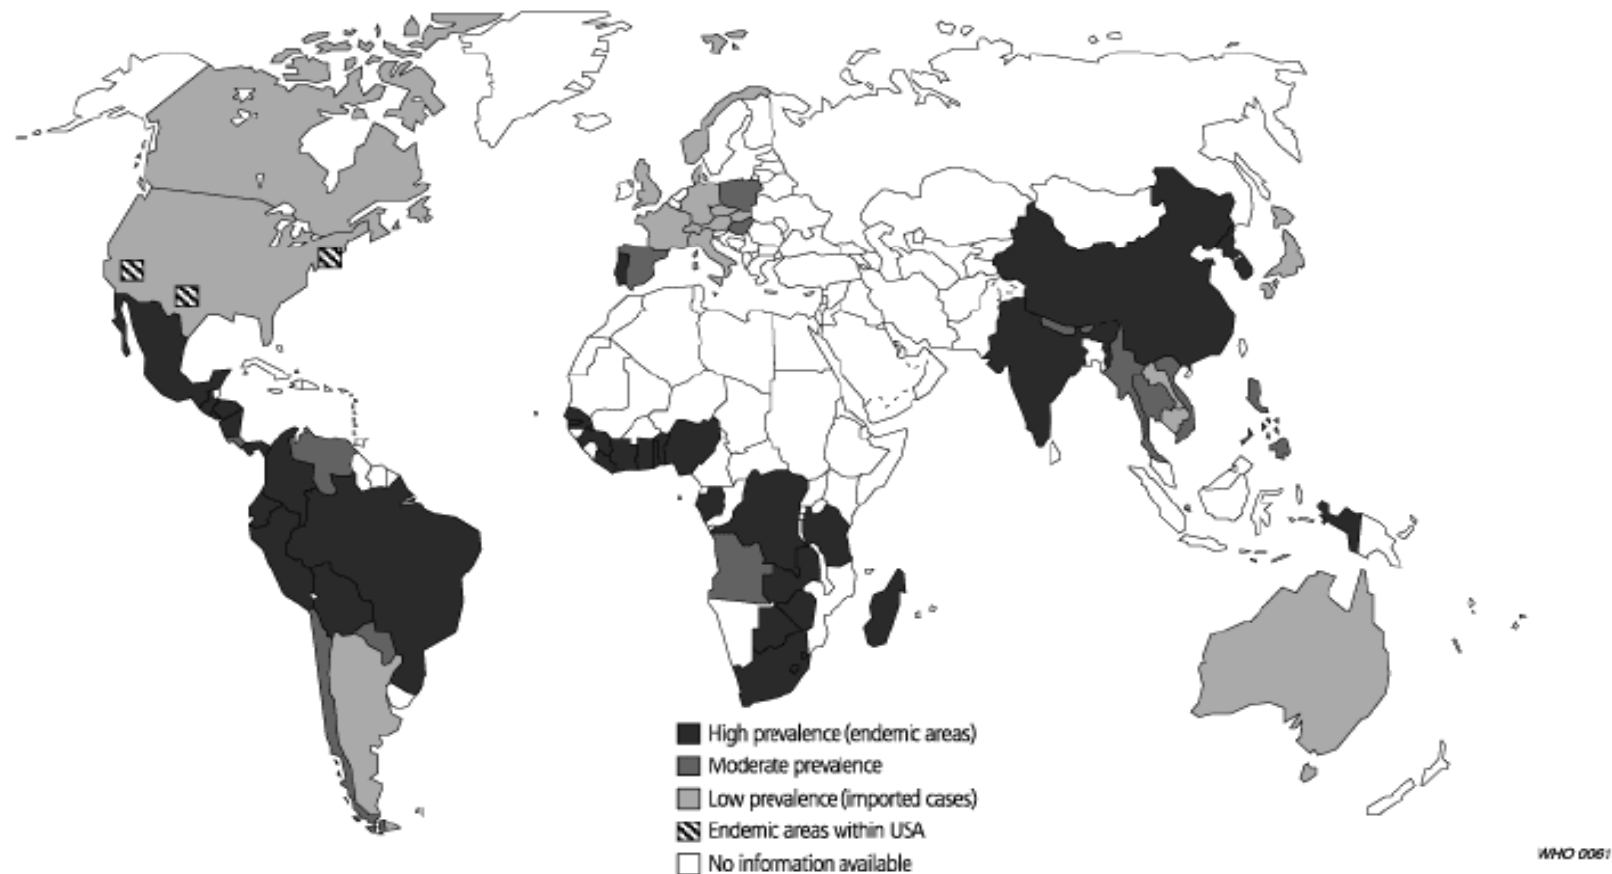 High prevalence (endemic areas)
Moderate prevalence
Low prevalence (imported cases)
Endemic areas within USA
No information available
WHO 0061